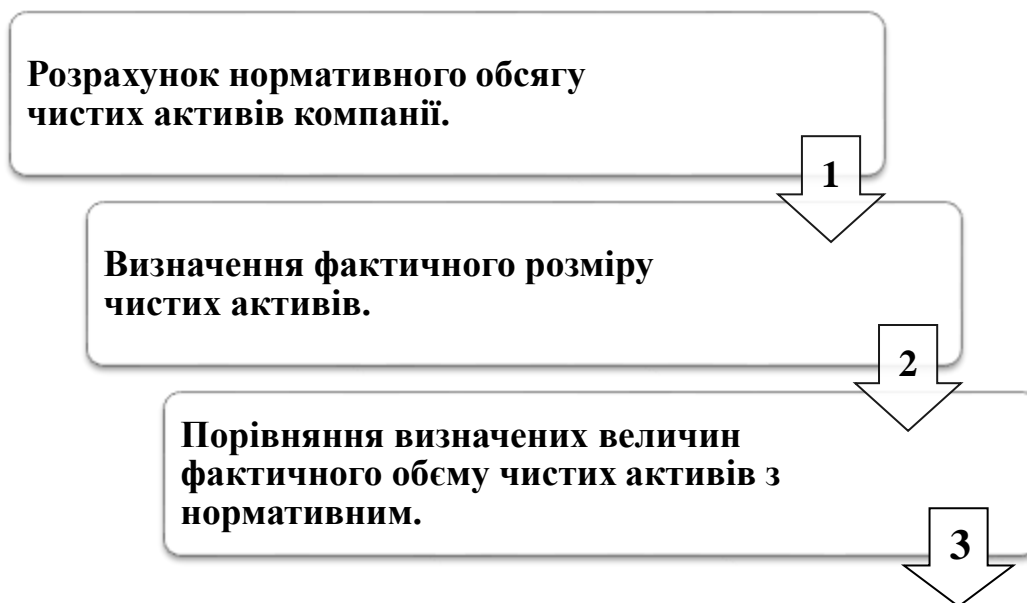 Розрахунок нормативного обсягу
чистих активів компанії.
1
Визначення фактичного розміру
чистих активів.
2
Порівняння визначених величин
фактичного обєму чистих активів з
нормативним.
3